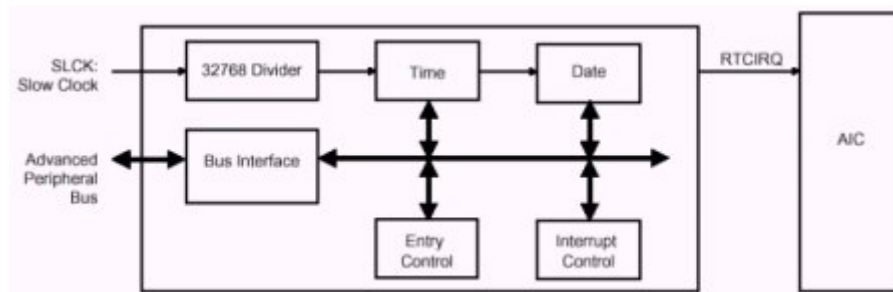 SLCK:
Slow Clock
32768 Divider
Time
Date
RTCIRQ
AIC
Advanced
Peripheral
Bus
Bus Interface
Entry
Control
Interrupt
Control